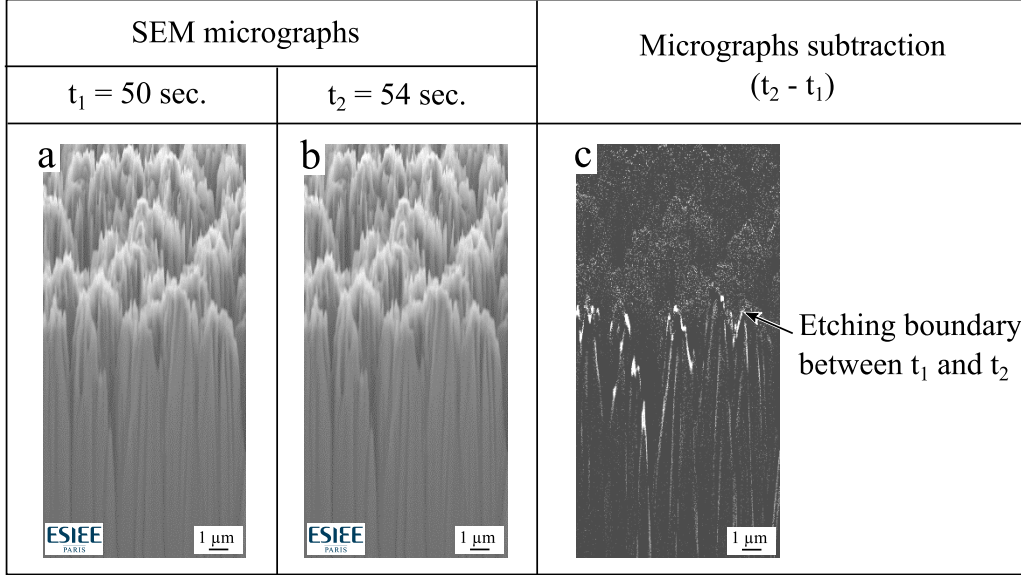 SEM micrographs
Micrographs subtraction
(t₂ - t₁)
t₁ = 50 sec.
t₂ = 54 sec.
a
b
c
Etching boundary
between t₁ and t₂
ESIEE
PARIS
1 µm
ESIEE
PARIS
1 µm
1 µm